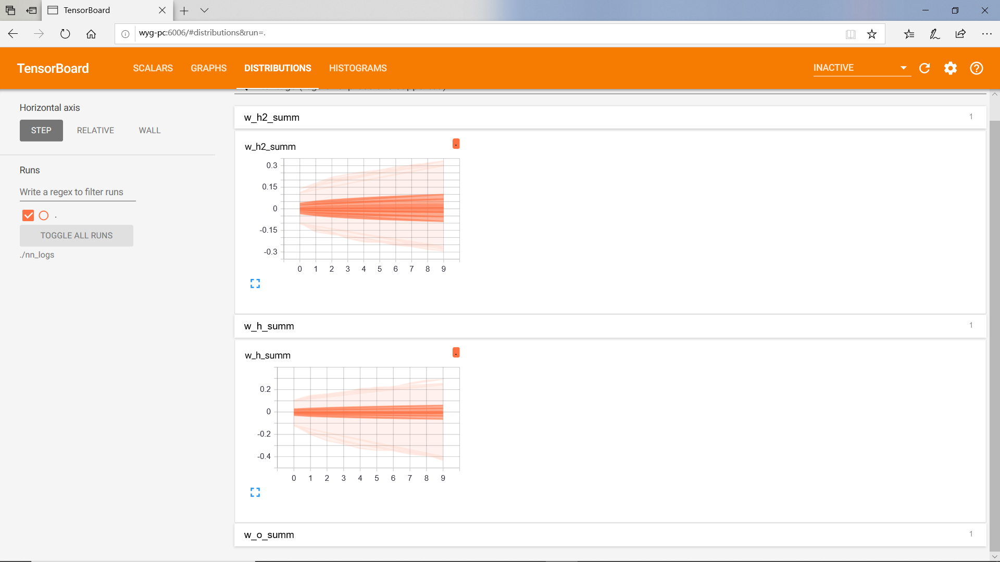 TensorBoard
wyg-pc:6006/#distributions&run=.
TensorBoard
SCALARS
GRAPHS
DISTRIBUTIONS
HISTOGRAMS
INACTIVE
Horizontal axis
STEP
RELATIVE
WALL
Runs
Write a regex to filter runs
.
TOGGLE ALL RUNS
./nn_logs
w_h2_summ
1
w_h2_summ
.
0.3
0.15
0
-0.15
-0.3
0 1 2 3 4 5 6 7 8 9
w_h_summ
1
w_h_summ
.
0.2
0
-0.2
-0.4
0 1 2 3 4 5 6 7 8 9
w_o_summ
1